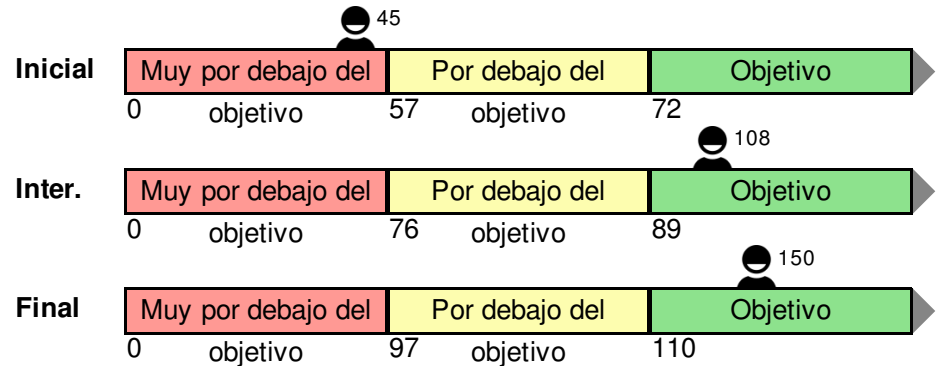 45
Inicial Muy por debajo del Por debajo del Objetivo
0 objetivo 57 objetivo 72
108
Inter. Muy por debajo del Por debajo del Objetivo
0 objetivo 76 objetivo 89
150
Final Muy por debajo del Por debajo del Objetivo
0 objetivo 97 objetivo 110